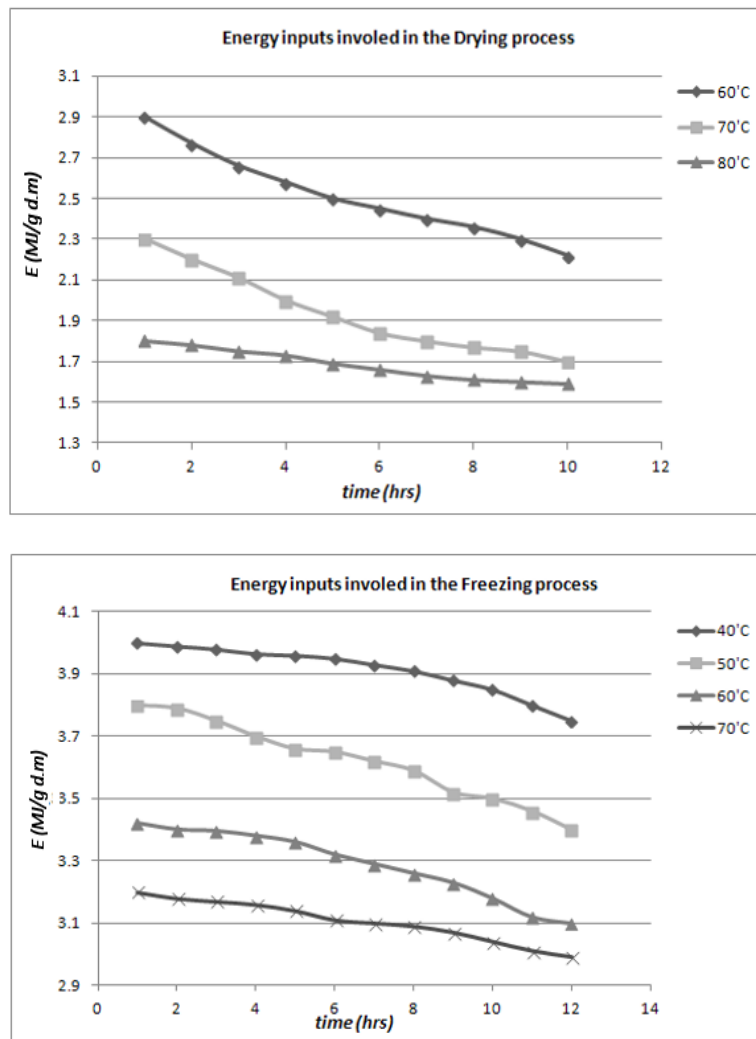 Energy inputs involed in the Drying process
3.1
2.9
2.7
2.5
2.3
2.1
1.9
1.7
1.5
1.3
E (MJ/g d.m)
0 2 4 6 8 10 12
time (hrs)
60'C
70'C
80'C
Energy inputs involed in the Freezing process
4.1
3.9
3.7
3.5
3.3
3.1
2.9
E (MJ/g d.m)
0 2 4 6 8 10 12 14
time (hrs)
40'C
50'C
60'C
70'C